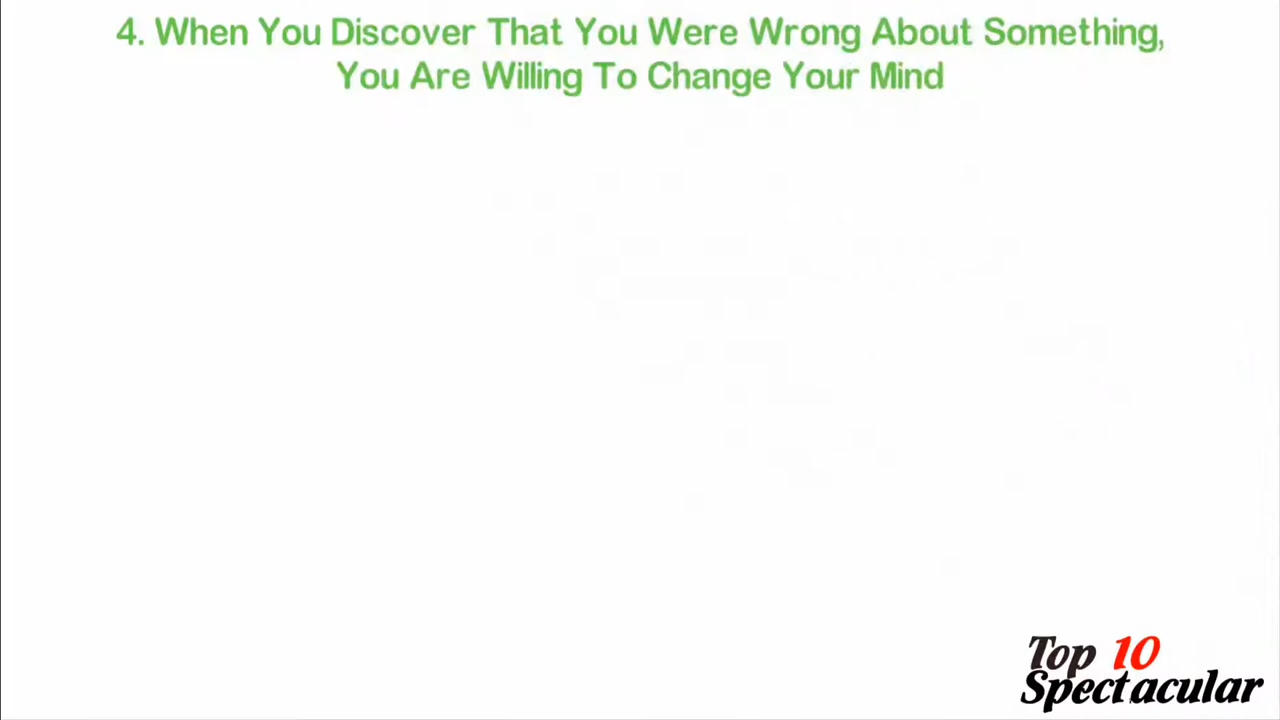 4. When You Discover That You Were Wrong About Something,
You Are Willing To Change Your Mind
Top 10
Spectacular